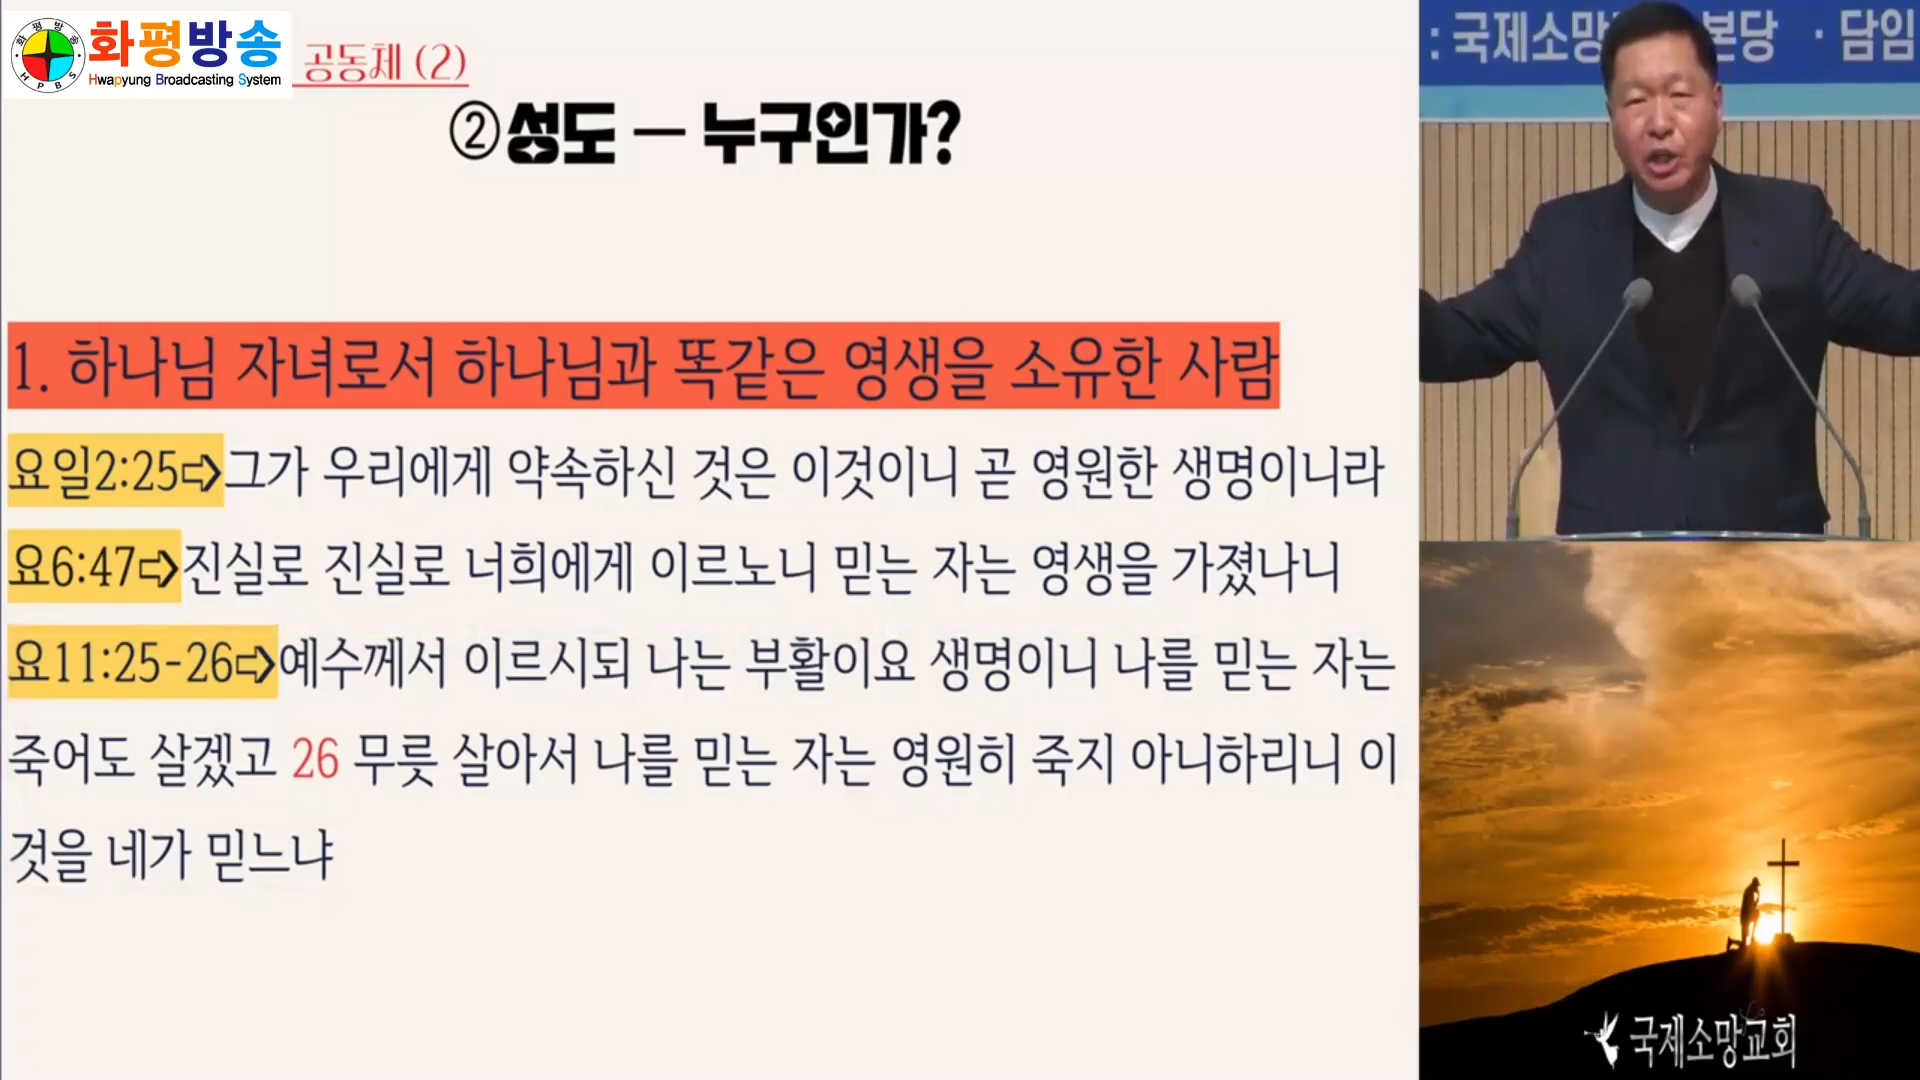 화평방송
Hwapyung Broadcasting System
화평방송
HPBS
공동체 (2)
②성도 — 누구인가?
1. 하나님 자녀로서 하나님과 똑같은 영생을 소유한 사람
요일2:25⇨그가 우리에게 약속하신 것은 이것이니 곧 영원한 생명이니라
요6:47⇨진실로 진실로 너희에게 이르노니 믿는 자는 영생을 가졌나니
요11:25-26⇨예수께서 이르시되 나는 부활이요 생명이니 나를 믿는 자는
죽어도 살겠고 26 무릇 살아서 나를 믿는 자는 영원히 죽지 아니하리니 이
것을 네가 믿느냐
: 국제소망 본당 · 담임
국제소망교회